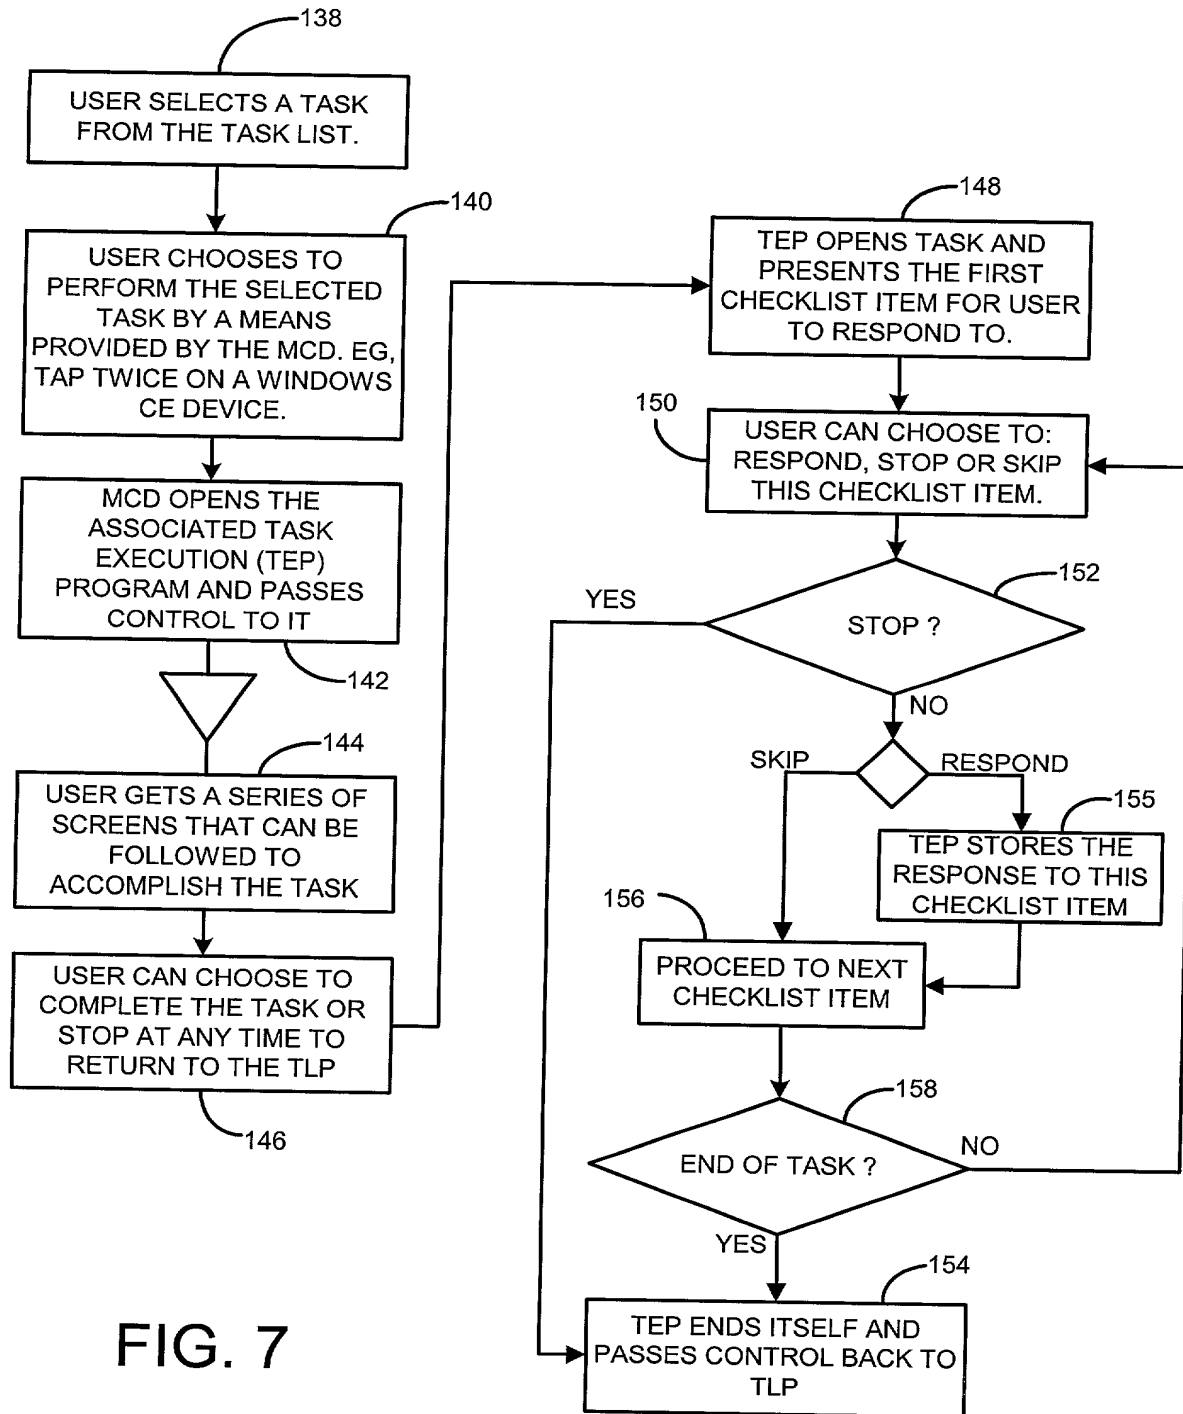 138
USER SELECTS A TASK
FROM THE TASK LIST.
140
USER CHOOSES TO
PERFORM THE SELECTED
TASK BY A MEANS
PROVIDED BY THE MCD. EG,
TAP TWICE ON A WINDOWS
CE DEVICE.
MCD OPENS THE
ASSOCIATED TASK
EXECUTION (TEP)
PROGRAM AND PASSES
CONTROL TO IT
142
144
USER GETS A SERIES OF
SCREENS THAT CAN BE
FOLLOWED TO
ACCOMPLISH THE TASK
USER CAN CHOOSE TO
COMPLETE THE TASK OR
STOP AT ANY TIME TO
RETURN TO THE TLP
146
148
TEP OPENS TASK AND
PRESENTS THE FIRST
CHECKLIST ITEM FOR USER
TO RESPOND TO.
150
USER CAN CHOOSE TO:
RESPOND, STOP OR SKIP
THIS CHECKLIST ITEM.
152
YES
STOP ?
NO
SKIP
RESPOND
155
TEP STORES THE
RESPONSE TO THIS
CHECKLIST ITEM
156
PROCEED TO NEXT
CHECKLIST ITEM
158
END OF TASK ?
NO
YES
154
TEP ENDS ITSELF AND
PASSES CONTROL BACK TO
TLP
FIG. 7